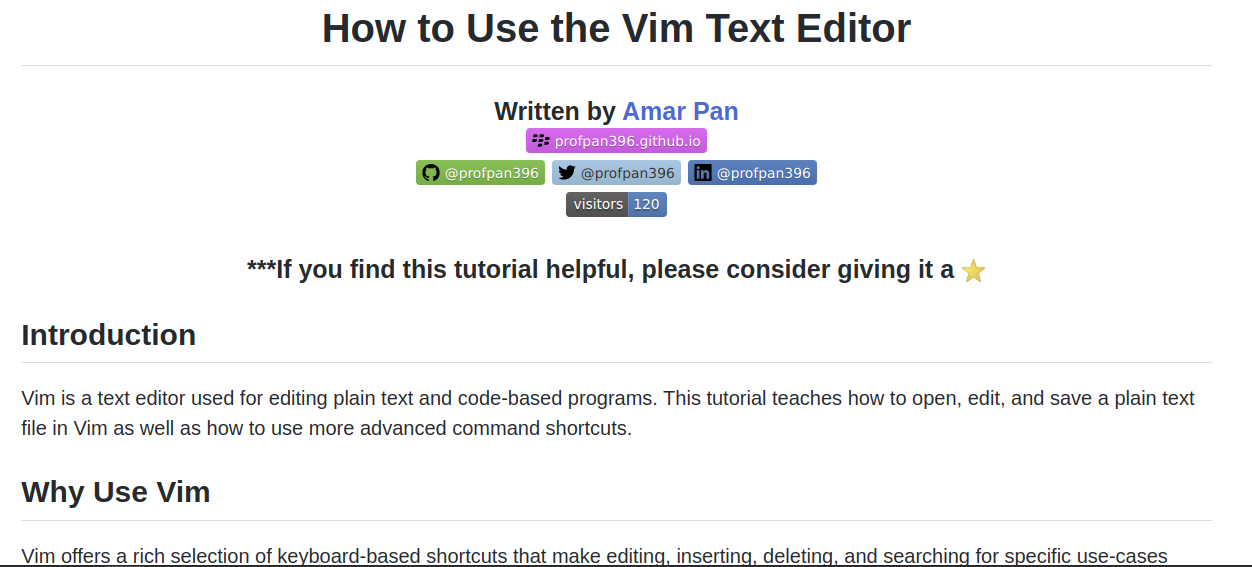 How to Use the Vim Text Editor
Written by Amar Pan
profpan396.github.io
@profpan396 @profpan396 @profpan396
visitors 120
***If you find this tutorial helpful, please consider giving it a ⭐
Introduction
Vim is a text editor used for editing plain text and code-based programs. This tutorial teaches how to open, edit, and save a plain text
file in Vim as well as how to use more advanced command shortcuts.
Why Use Vim
Vim offers a rich selection of keyboard-based shortcuts that make editing, inserting, deleting, and searching for specific use-cases